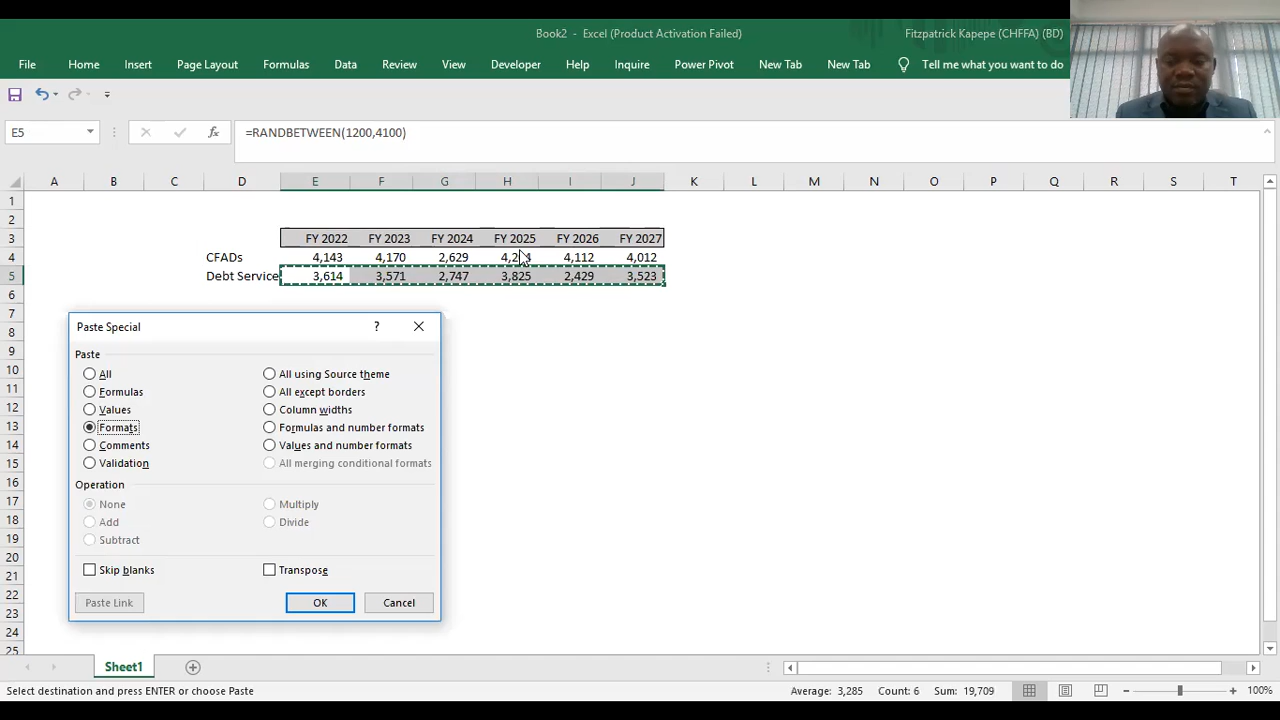 Book2 - Excel (Product Activation Failed)
Fitzpatrick Kapepe (CHFFA) (BD)
File Home Insert Page Layout Formulas Data Review View Developer Help Inquire Power Pivot New Tab New Tab Tell me what you want to do
E5 fx =RANDBETWEEN(1200,4100)
A B C D E F G H I J K L M N O P Q R S T
1
2
3 FY 2022 FY 2023 FY 2024 FY 2025 FY 2026 FY 2027
4 CFADs 4,143 4,170 2,629 4,112 4,012
5 Debt Service 3,614 3,571 2,747 3,825 2,429 3,523
6
7
8
9
10
11
12
13
14
15
16
17
18
19
20
21
22
23
24
25
Paste Special ?
Paste
All All using Source theme
Formulas All except borders
Values Column widths
Formats Formulas and number formats
Comments Values and number formats
Validation All merging conditional formats
Operation
None Multiply
Add Divide
Subtract
Skip blanks Transpose
Paste Link OK Cancel
Sheet1
Select destination and press ENTER or choose Paste Average: 3,285 Count: 6 Sum: 19,709 100%